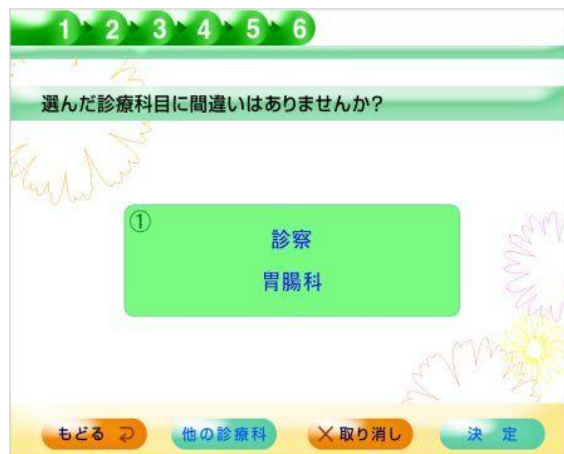 1 2 3 4 5 6
選んだ診療科目に間違いはありませんか?
①
診察
胃腸科
もどる 他の診療科 ×取り消し 決 定